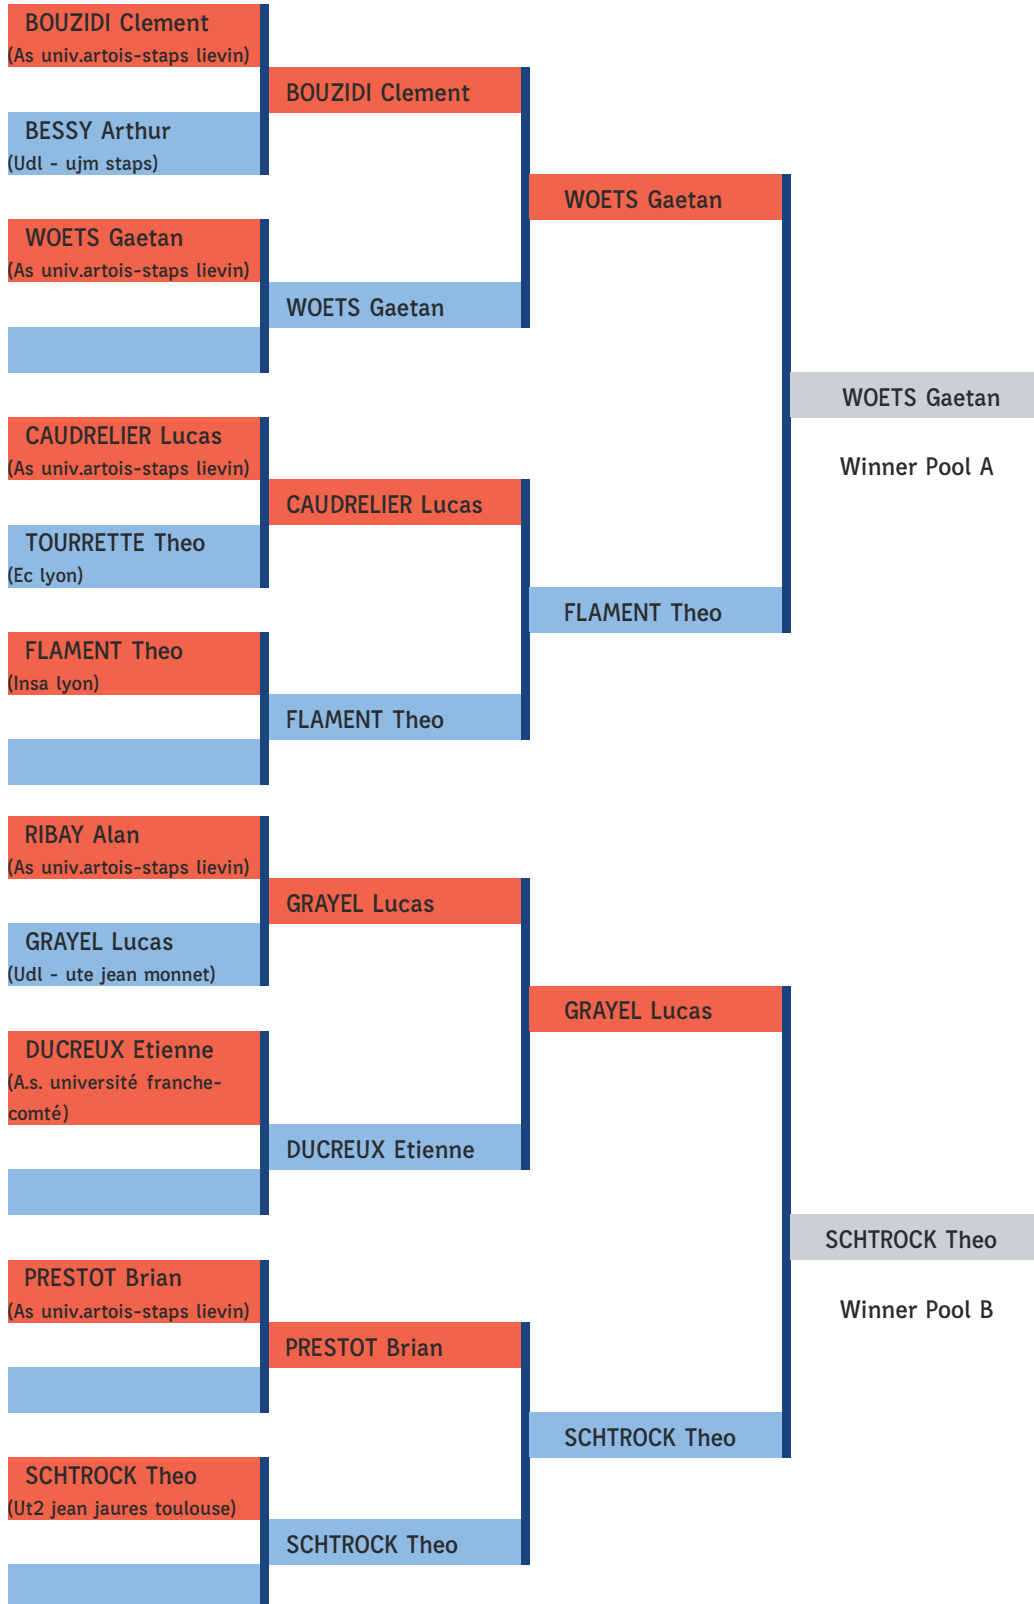 BOUZIDI Clement
(As univ.artois-staps lievin)
BOUZIDI Clement
BESSY Arthur
(Udl - ujm staps)
WOETS Gaetan
WOETS Gaetan
(As univ.artois-staps lievin)
WOETS Gaetan
WOETS Gaetan
Winner Pool A
CAUDRELIER Lucas
(As univ.artois-staps lievin)
CAUDRELIER Lucas
TOURRETTE Theo
(Ec lyon)
FLAMENT Theo
FLAMENT Theo
(Insa lyon)
FLAMENT Theo
RIBAY Alan
(As univ.artois-staps lievin)
GRAYEL Lucas
GRAYEL Lucas
(Udl - ute jean monnet)
GRAYEL Lucas
DUCREUX Etienne
(A.s. université franche-
comté)
DUCREUX Etienne
SCHTROCK Theo
Winner Pool B
PRESTOT Brian
(As univ.artois-staps lievin)
PRESTOT Brian
SCHTROCK Theo
SCHTROCK Theo
(Ut2 jean jaures toulouse)
SCHTROCK Theo